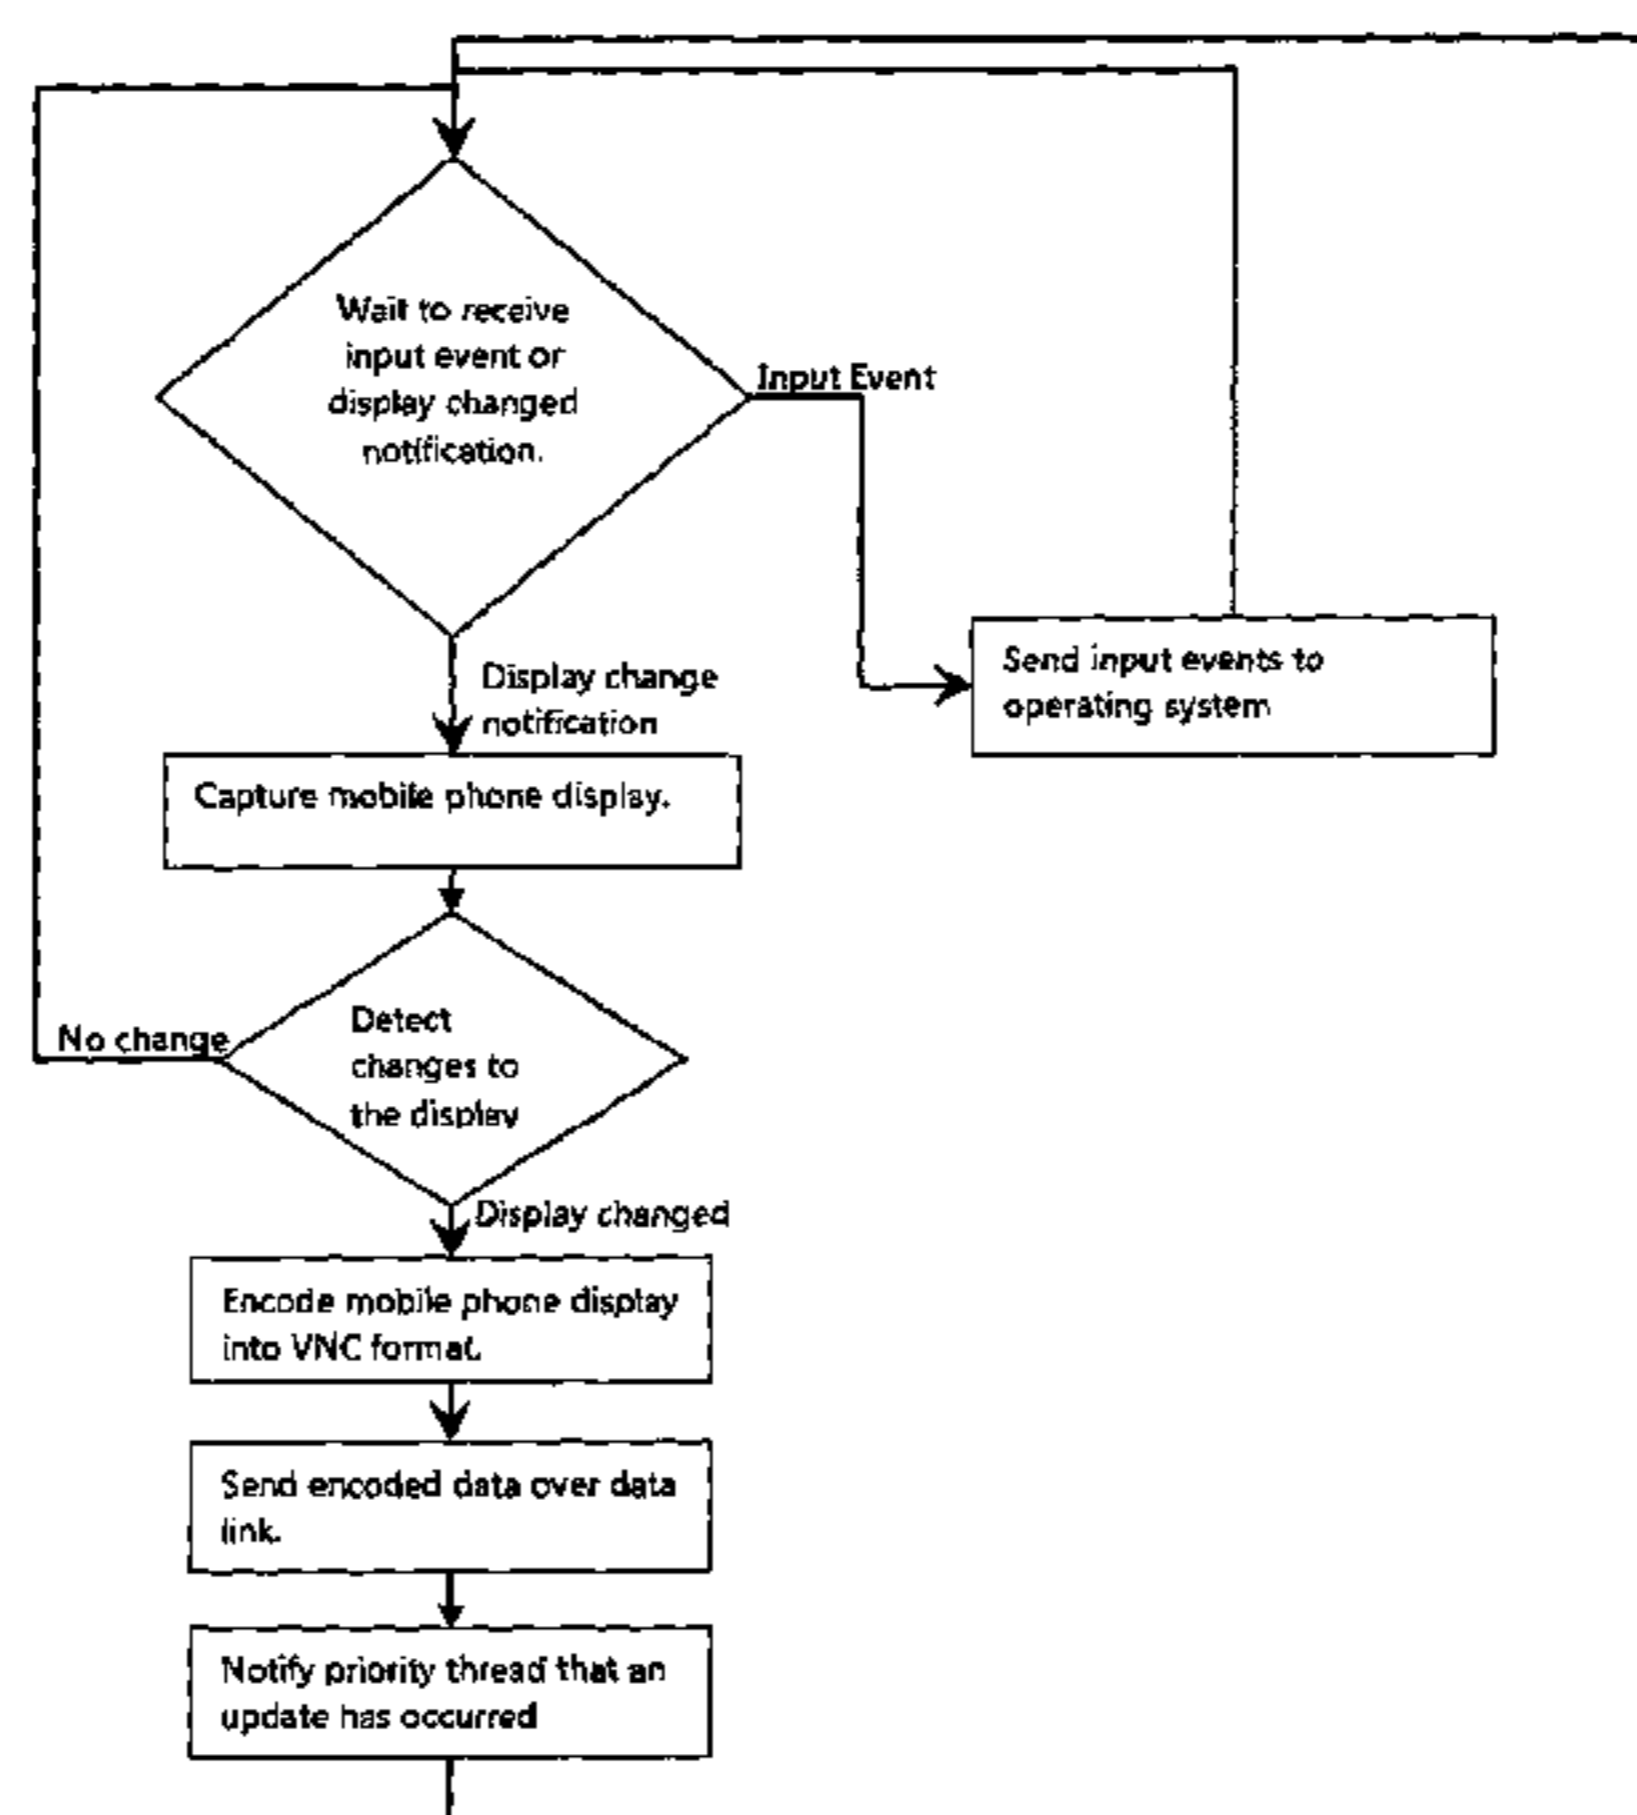 Wait to receive
input event or
display changed
notification.
Input Event
Display change
notification
Send input events to
operating system
Capture mobile phone display.
Detect
changes to
the display
No change
Display changed
Encode mobile phone display
into VNC format.
Send encoded data over data
link.
Notify priority thread that an
update has occurred